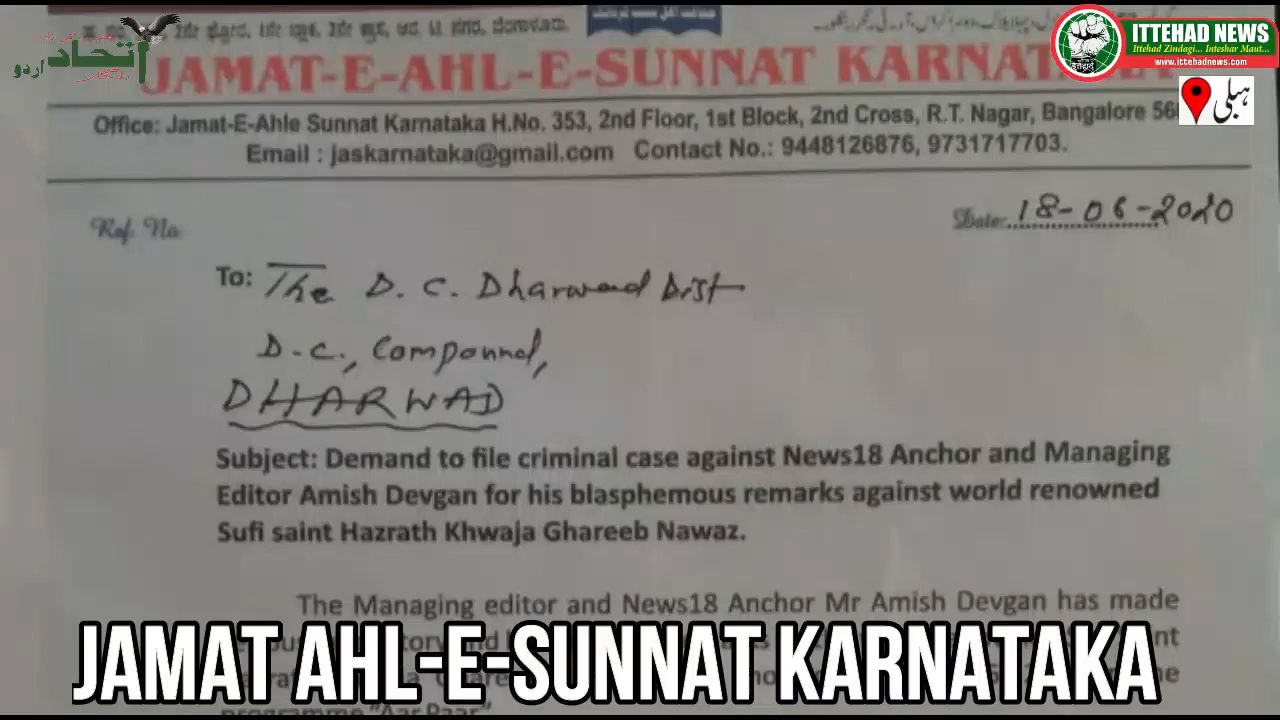 اتحاد
اردو
ITTEHAD NEWS
Ittehad Zindagi... Inteshar Maut...
www.ittehadnews.com
ہبلی
JAMAT-E-AHL-E-SUNNAT KARNATAKA
Office: Jamat-E-Ahle Sunnat Karnataka H.No. 353, 2nd Floor, 1st Block, 2nd Cross, R.T. Nagar, Bangalore
Email : jaskarnataka@gmail.com Contact No.: 9448126876, 9731717703.
Ref. No
Date: 18-06-2020
To: The D. C. Dharwad Dist
D.C., Compound,
DHARWAD
Subject: Demand to file criminal case against News18 Anchor and Managing
Editor Amish Devgan for his blasphemous remarks against world renowned
Sufi saint Hazrath Khwaja Ghareeb Nawaz.
The Managing editor and News18 Anchor Mr Amish Devgan has made
programme "Aar Paar"
JAMAT AHL-E-SUNNAT KARNATAKA